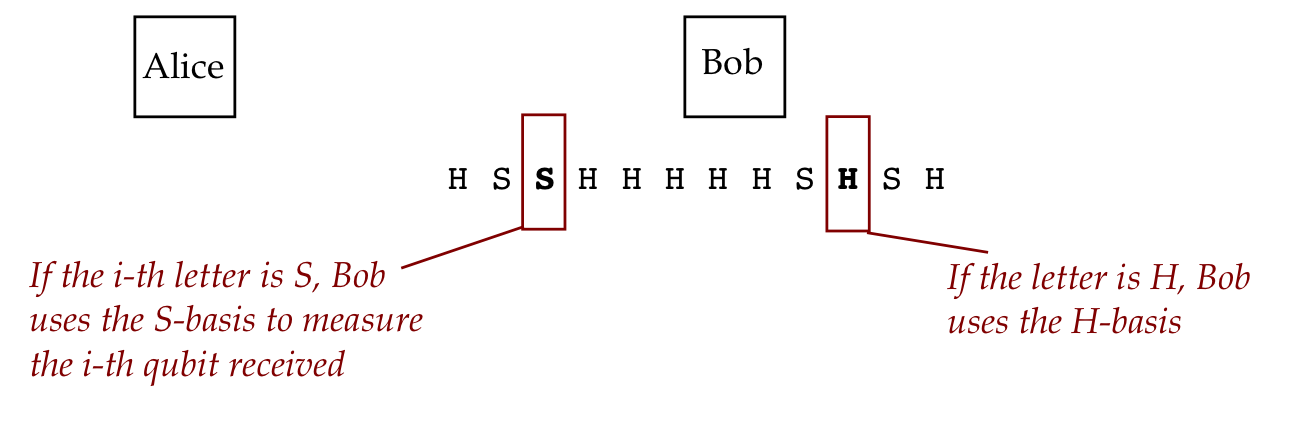 Alice
Bob
H S S H H H H H S H S H
If the i-th letter is S, Bob
uses the S-basis to measure
the i-th qubit received
If the letter is H, Bob
uses the H-basis